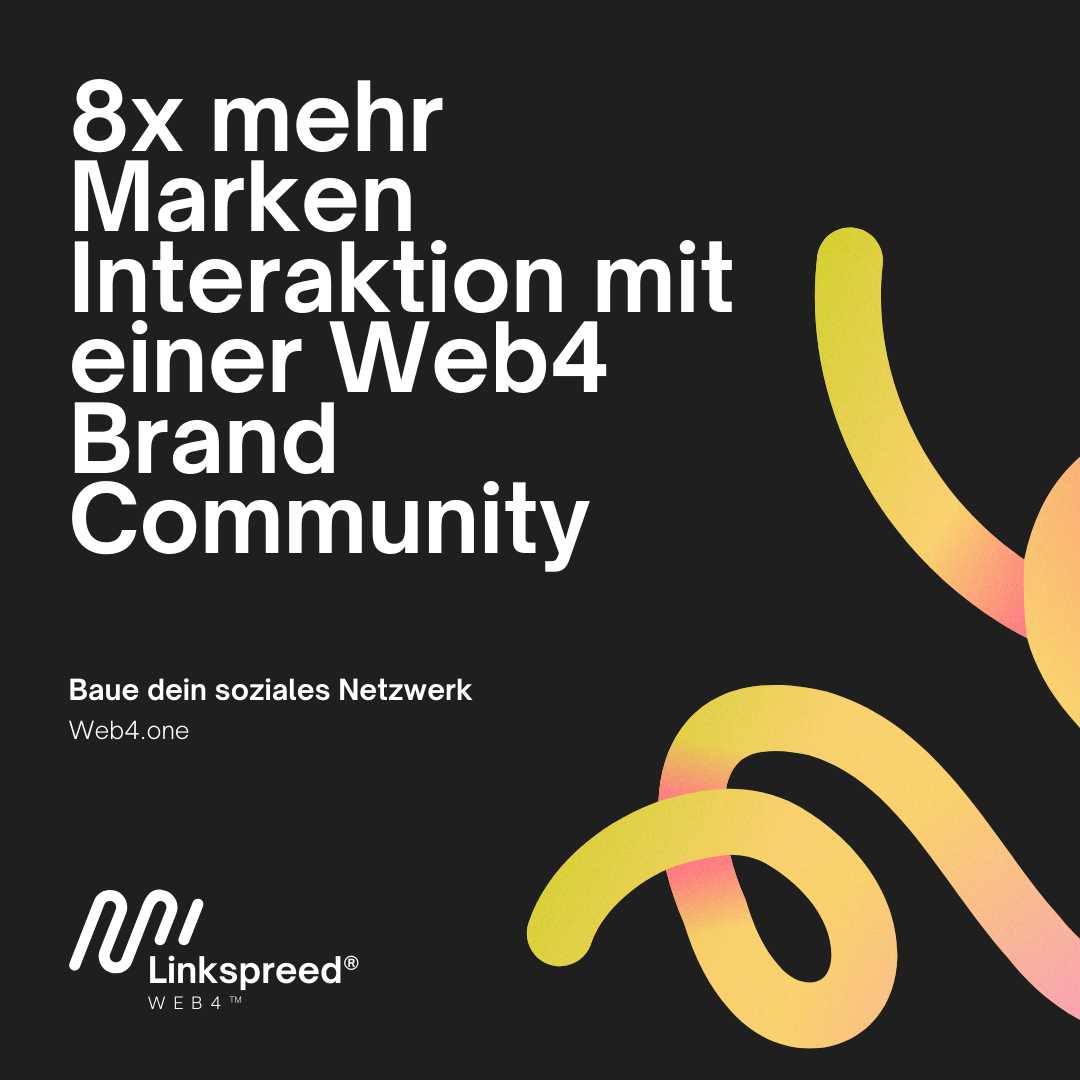 8x mehr
Marken
Interaktion mit
einer Web4
Brand
Community
Baue dein soziales Netzwerk
Web4.one
Linkspreed®
WEB4™